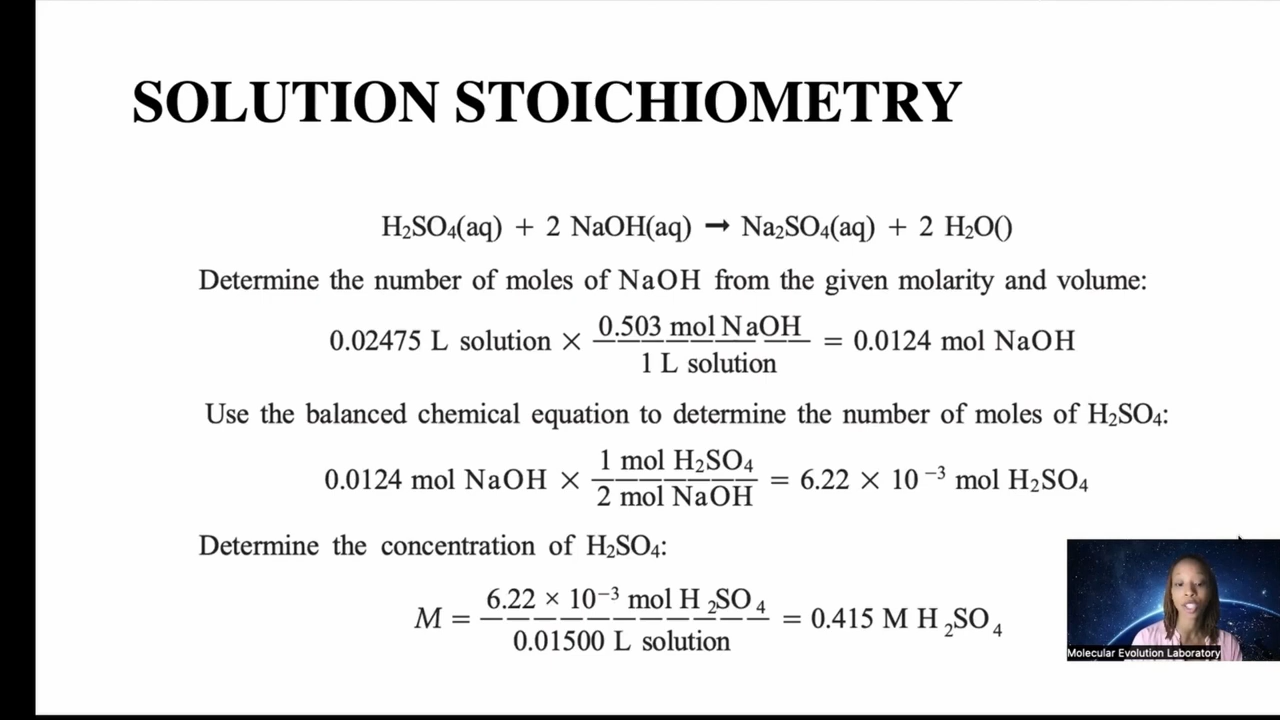 SOLUTION STOICHIOMETRY
H₂SO₄(aq) + 2 NaOH(aq) → Na₂SO₄(aq) + 2 H₂O()
Determine the number of moles of NaOH from the given molarity and volume:
0.02475 L solution × 0.503 mol NaOH / 1 L solution = 0.0124 mol NaOH
Use the balanced chemical equation to determine the number of moles of H₂SO₄:
0.0124 mol NaOH × 1 mol H₂SO₄ / 2 mol NaOH = 6.22 × 10⁻³ mol H₂SO₄
Determine the concentration of H₂SO₄:
M = 6.22 × 10⁻³ mol H₂SO₄ / 0.01500 L solution = 0.415 M H₂SO₄
Molecular Evolution Laboratory